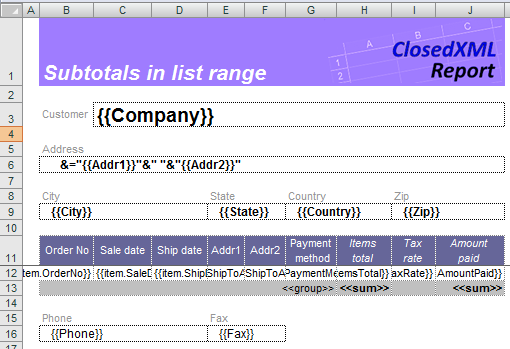 A B C D E F G H I J
1 Subtotals in list range
A B C
1
2
ClosedXML
Report
2
3 Customer {{Company}}
4
5 Address
6 &="{{Addr1}}"&" "&"{{Addr2}}"
7
8 City State Country Zip
9 {{City}} {{State}} {{Country}} {{Zip}}
10
11 Order No Sale date Ship date Addr1 Addr2 Payment method Items total Tax rate Amount paid
12 tem.OrderNo}} {{item.SaleD {{item.ShipI ShipToA ShipToA PaymentMe emsTotal}} axRate}} AmountPaid}}
13 <<group>> <<sum>> <<sum>>
14
15 Phone Fax
16 {{Phone}} {{Fax}}
17